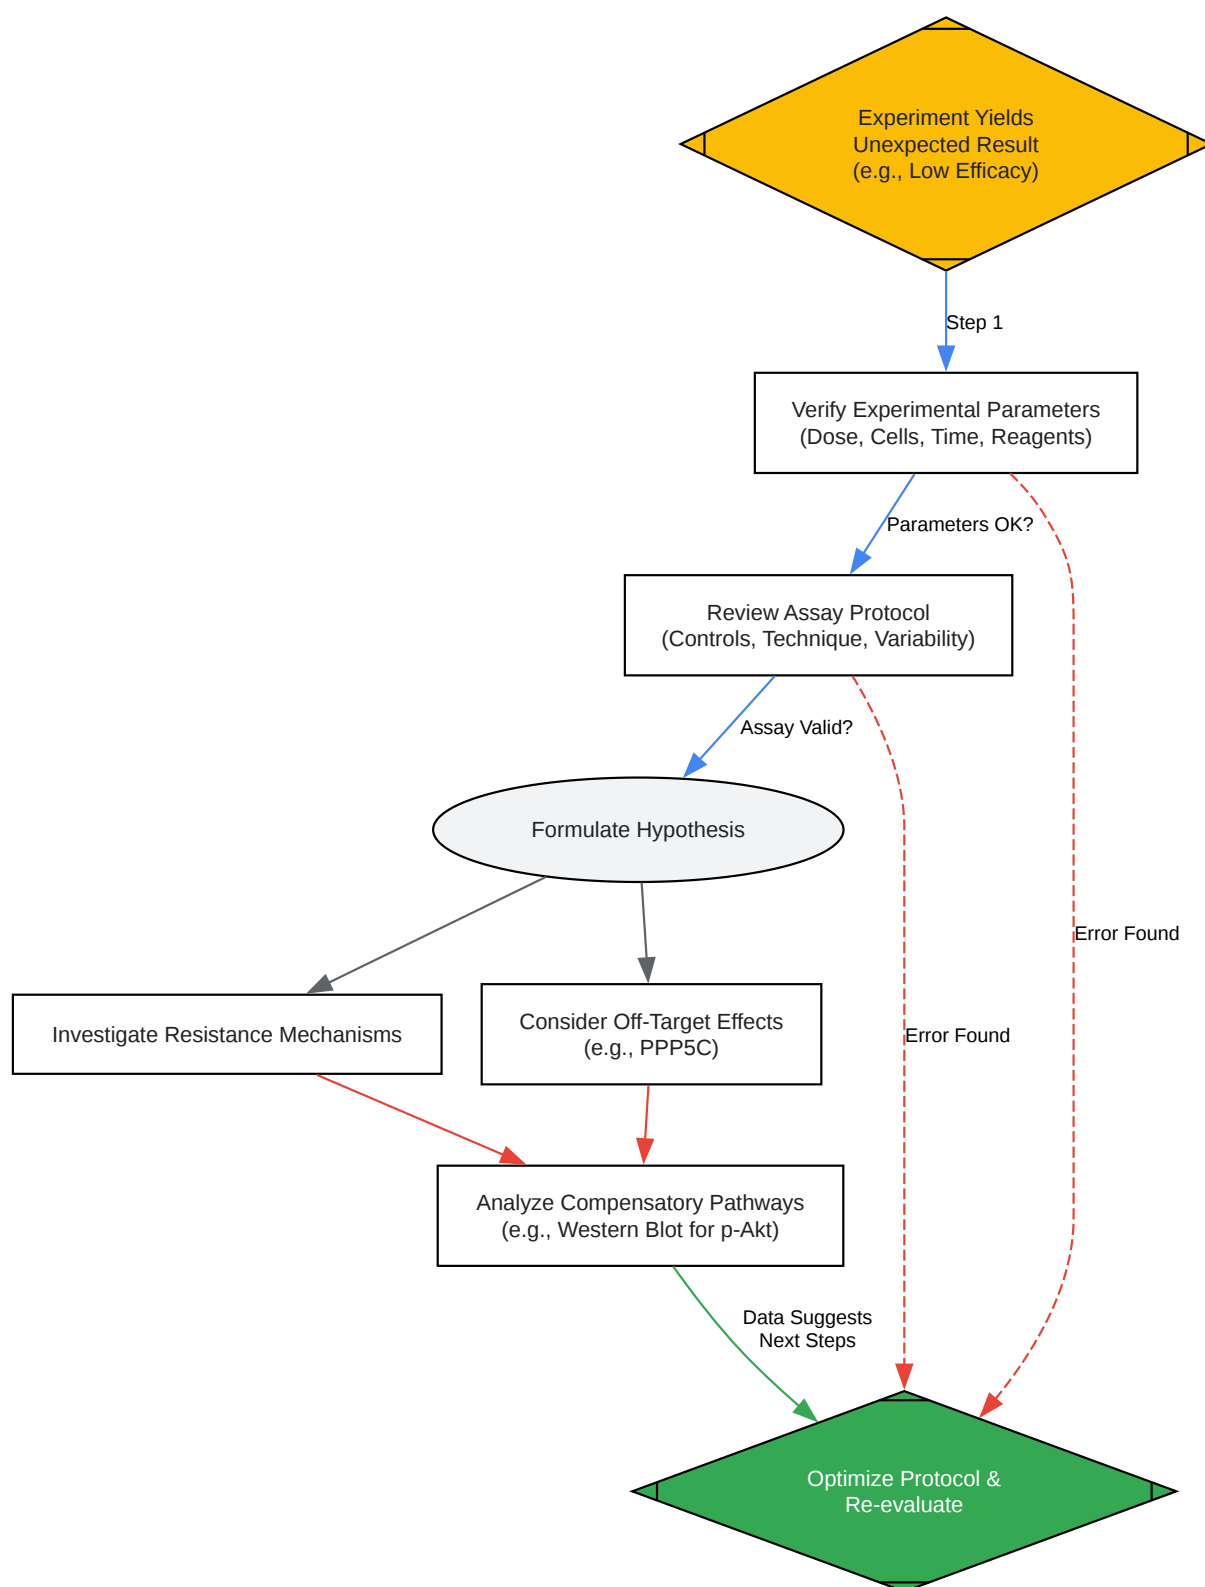 Experiment Yields
Unexpected Result
(e.g., Low Efficacy)
Step 1
Verify Experimental Parameters
(Dose, Cells, Time, Reagents)
Parameters OK?
Review Assay Protocol
(Controls, Technique, Variability)
Assay Valid?
Formulate Hypothesis
Error Found
Investigate Resistance Mechanisms
Consider Off-Target Effects
(e.g., PPP5C)
Error Found
Analyze Compensatory Pathways
(e.g., Western Blot for p-Akt)
Data Suggests
Next Steps
Optimize Protocol &
Re-evaluate